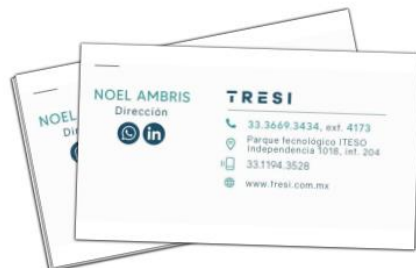 NOEL AMBRIS
Dirección
TRESI
33.3669.3434, ext. 4173
Parque tecnológico ITESO
Independencia 1018, int. 204
33.1194.3528
www.tresi.com.mx
NOEL